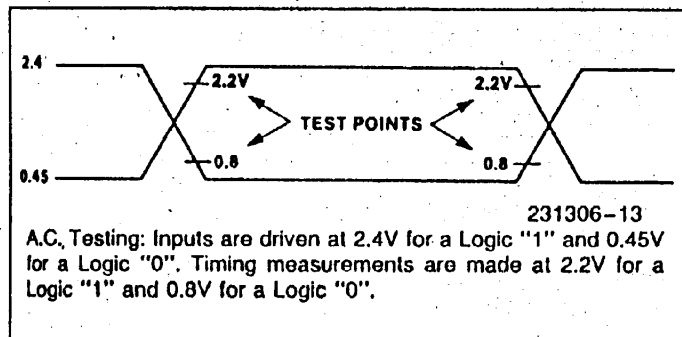 2.4
2.2V
2.2V
TEST POINTS
0.8
0.8
0.45
231306-13
A.C. Testing: Inputs are driven at 2.4V for a Logic "1" and 0.45V
for a Logic "0". Timing measurements are made at 2.2V for a
Logic "1" and 0.8V for a Logic "0".